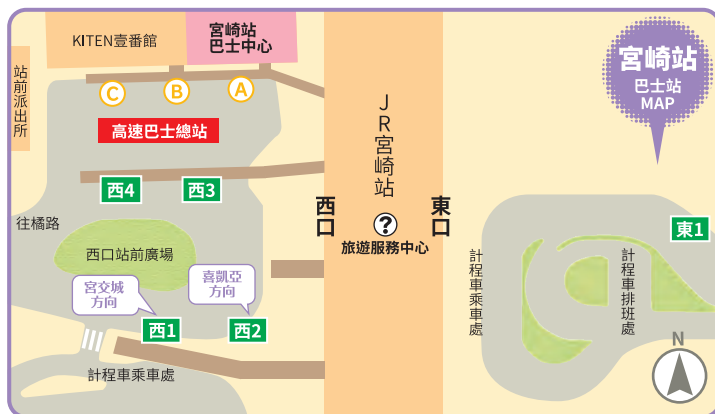 KITEN壹番館
宮崎站
巴士中心
宮崎站
巴士站
MAP
站前派出所
C
B
A
高速巴士總站
JR宮崎站
西4
西3
西口
東口
?
旅遊服務中心
東1
往橘路
西口站前廣場
計程車乘車處
計程車排班處
宮交城
方向
喜凱亞
方向
西1
西2
計程車乘車處
N